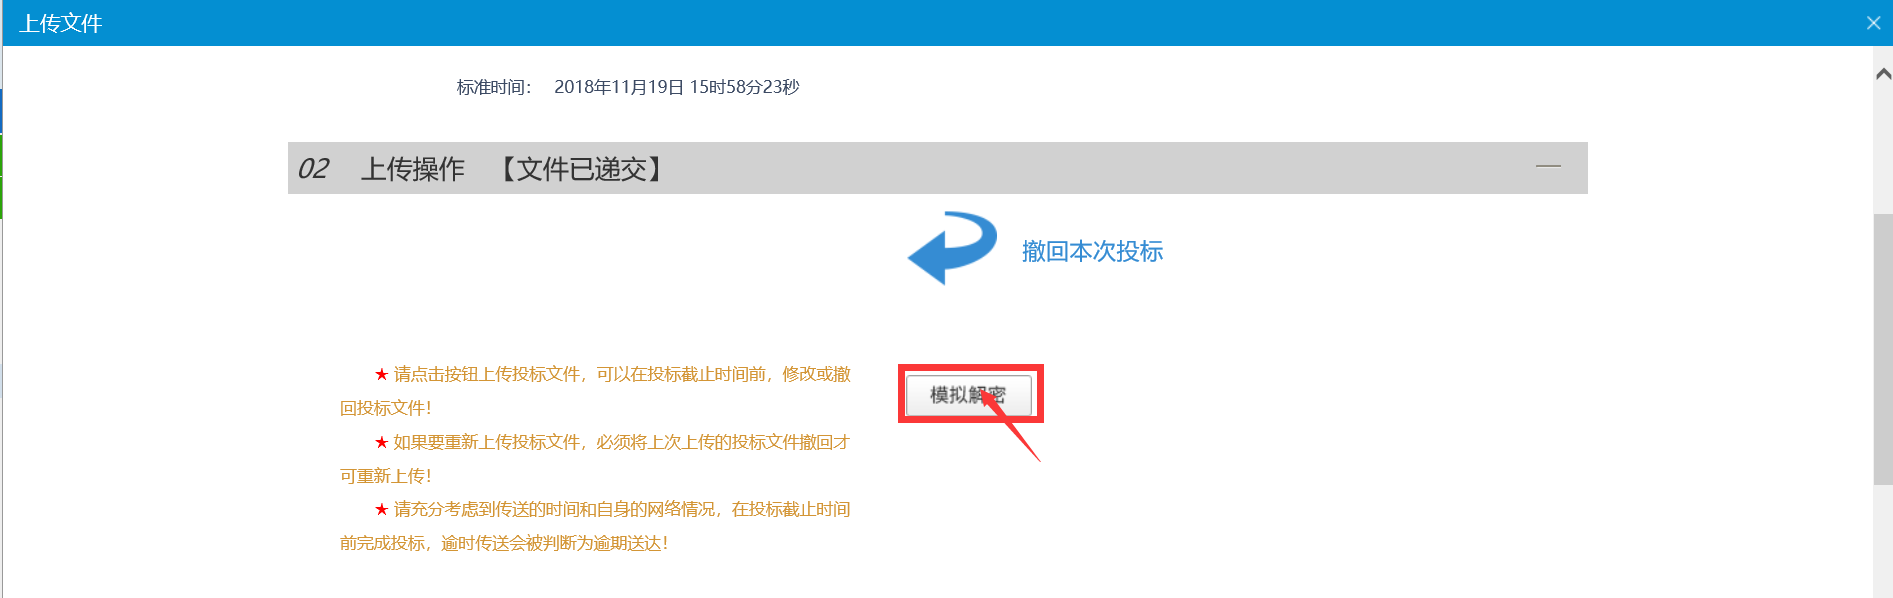 上传文件
标准时间： 2018年11月19日 15时58分23秒
02 上传操作 【文件已递交】
撤回本次投标
★ 请点击按钮上传投标文件，可以在投标截止时间前，修改或撤
回投标文件！
模拟解密
★ 如果要重新上传投标文件，必须将上次上传的投标文件撤回才
可重新上传！
★ 请充分考虑到传送的时间和自身的网络情况，在投标截止时间
前完成投标，逾时传送会被判断为逾期送达！